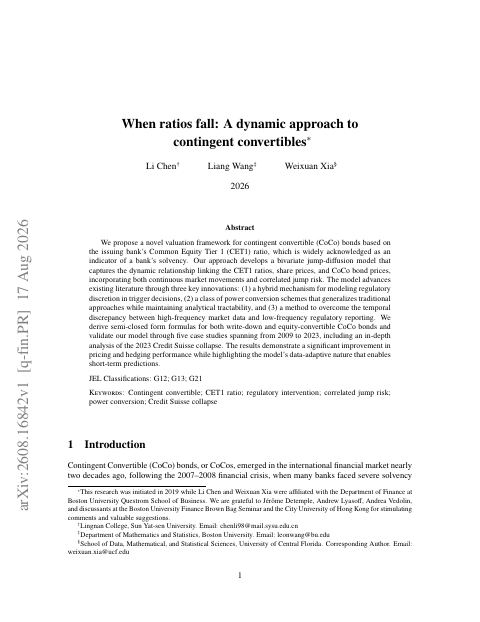 When ratios fall: A dynamic approach to
contingent convertibles*
Li Chen† Liang Wang‡ Weixuan Xia§
2026
Abstract
We propose a novel valuation framework for contingent convertible (CoCo) bonds based on
the issuing bank's Common Equity Tier 1 (CET1) ratio, which is widely acknowledged as an
indicator of a bank's solvency. Our approach develops a bivariate jump-diffusion model that
captures the dynamic relationship linking the CET1 ratios, share prices, and CoCo bond prices,
incorporating both continuous market movements and correlated jump risk. The model advances
existing literature through three key innovations: (1) a hybrid mechanism for modeling regulatory
discretion in trigger decisions, (2) a class of power conversion schemes that generalizes traditional
approaches while maintaining analytical tractability, and (3) a method to overcome the temporal
discrepancy between high-frequency market data and low-frequency regulatory reporting. We
derive semi-closed form formulas for both write-down and equity-convertible CoCo bonds and
validate our model through five case studies spanning from 2009 to 2023, including an in-depth
analysis of the 2023 Credit Suisse collapse. The results demonstrate a significant improvement in
pricing and hedging performance while highlighting the model's data-adaptive nature that enables
short-term predictions.
JEL Classifications: G12; G13; G21
Keywords: Contingent convertible; CET1 ratio; regulatory intervention; correlated jump risk;
power conversion; Credit Suisse collapse
1 Introduction
Contingent Convertible (CoCo) bonds, or CoCos, emerged in the international financial market nearly
two decades ago, following the 2007–2008 financial crisis, when many banks faced severe solvency
*This research was initiated in 2019 while Li Chen and Weixuan Xia were affiliated with the Department of Finance at
Boston University Questrom School of Business. We are grateful to Jérôme Detemple, Andrew Lyasoff, Andrea Vedolin,
and discussants at the Boston University Finance Brown Bag Seminar and the City University of Hong Kong for stimulating
comments and valuable suggestions.
†Lingnan College, Sun Yat-sen University. Email: chenli98@mail.sysu.edu.cn
‡Department of Mathematics and Statistics, Boston University. Email: leonwang@bu.edu
§School of Data, Mathematical, and Statistical Sciences, University of Central Florida. Corresponding Author. Email:
weixuan.xia@ucf.edu
1
arXiv:2608.16842v1 [q-fin.PR] 17 Aug 2026